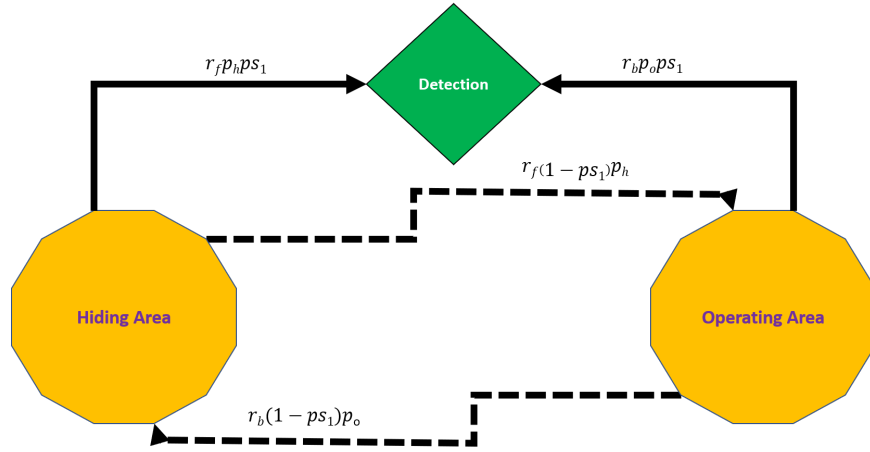 r_f p_h ps_1
r_b p_o ps_1
Detection
r_f (1 − ps_1) p_h
Hiding Area
Operating Area
r_b (1 − ps_1) p_o